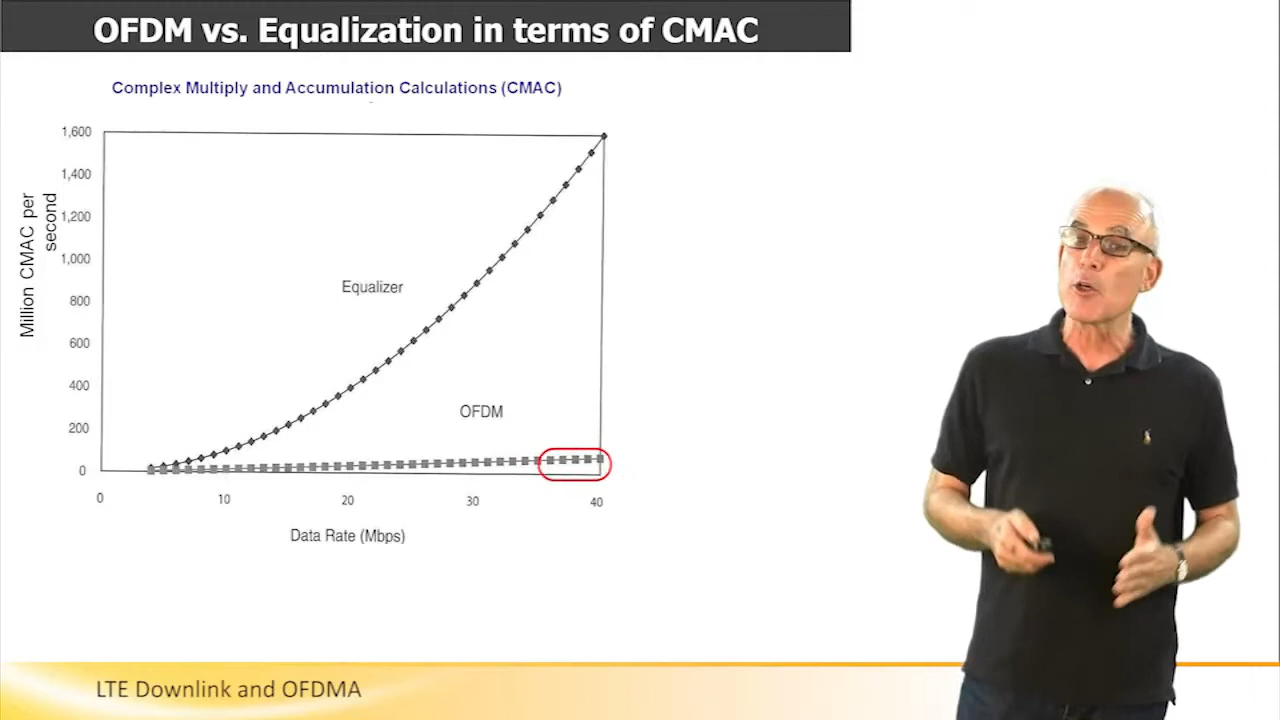 OFDM vs. Equalization in terms of CMAC
Complex Multiply and Accumulation Calculations (CMAC)
1,600
1,400
1,200
1,000
800
600
400
200
0
Million CMAC per
second
Equalizer
OFDM
0 10 20 30 40
Data Rate (Mbps)
LTE Downlink and OFDMA